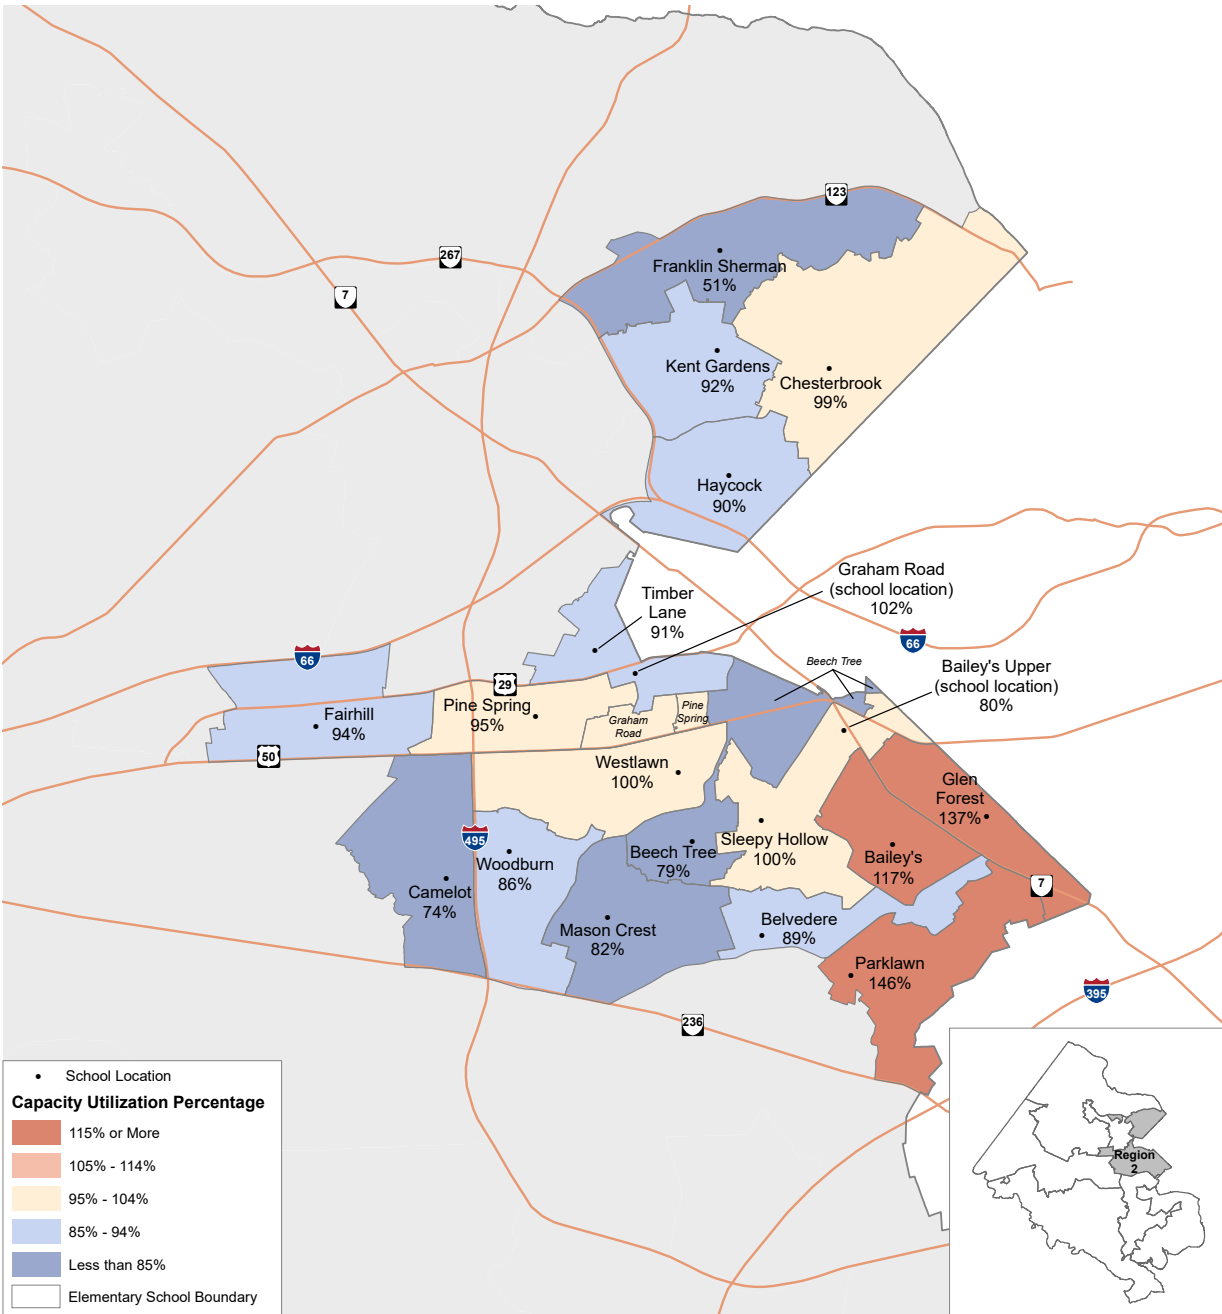 123
267
7
Franklin Sherman
51%
Kent Gardens
92%
Chesterbrook
99%
Haycock
90%
Graham Road
(school location)
102%
Timber
Lane
91%
66
66
Beech Tree
Bailey's Upper
(school location)
80%
29
Pine Spring
95%
Pine
Spring
Graham
Road
Fairhill
94%
50
Westlawn
100%
Glen
Forest
137%
495
Woodburn
86%
Beech Tree
79%
Sleepy Hollow
100%
Bailey's
117%
7
Camelot
74%
Mason Crest
82%
Belvedere
89%
Parklawn
146%
395
236
School Location
Capacity Utilization Percentage
115% or More
105% - 114%
95% - 104%
85% - 94%
Less than 85%
Elementary School Boundary
Region
2